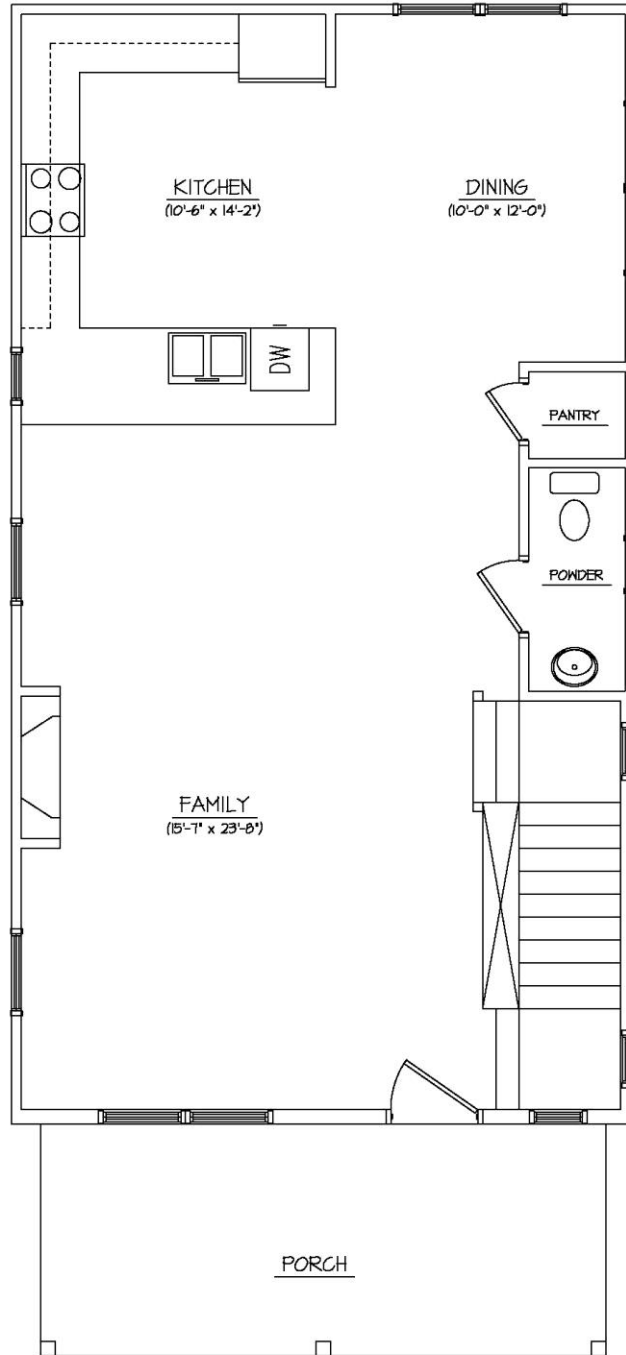 KITCHEN
(10'-6" x 14'-2")
DINING
(10'-0" x 12'-0")
DW
PANTRY
POWDER
FAMILY
(15'-7" x 23'-8")
PORCH